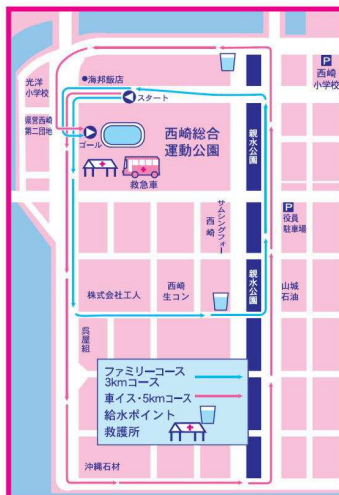 P
西崎
小学校
光洋
小学校
海邦飯店
スタート
県営西崎
第二団地
ゴール
西崎総合
運動公園
親水公園
救急車
サムシングフォー
西崎
P
役員
駐車場
株式会社工人
西崎
生コン
親水公園
山城
石油
呉屋組
ファミリーコース
3kmコース
車イス・5kmコース
給水ポイント
救護所
沖縄石材